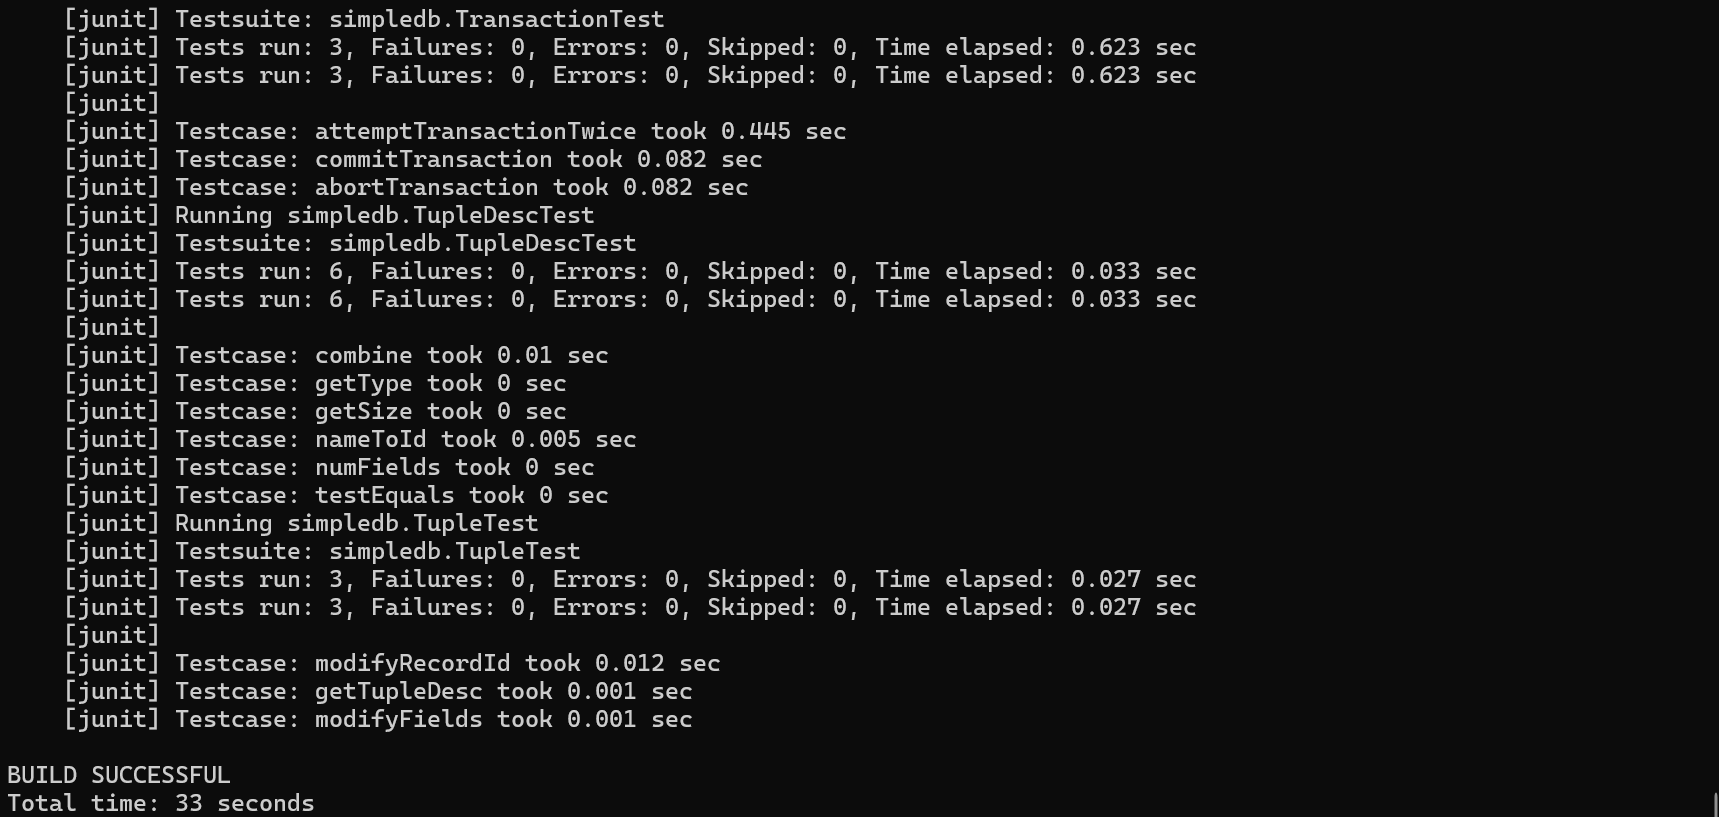 [junit] Testsuite: simpledb.TransactionTest
[junit] Tests run: 3, Failures: 0, Errors: 0, Skipped: 0, Time elapsed: 0.623 sec
[junit] Tests run: 3, Failures: 0, Errors: 0, Skipped: 0, Time elapsed: 0.623 sec
[junit]
[junit] Testcase: attemptTransactionTwice took 0.445 sec
[junit] Testcase: commitTransaction took 0.082 sec
[junit] Testcase: abortTransaction took 0.082 sec
[junit] Running simpledb.TupleDescTest
[junit] Testsuite: simpledb.TupleDescTest
[junit] Tests run: 6, Failures: 0, Errors: 0, Skipped: 0, Time elapsed: 0.033 sec
[junit] Tests run: 6, Failures: 0, Errors: 0, Skipped: 0, Time elapsed: 0.033 sec
[junit]
[junit] Testcase: combine took 0.01 sec
[junit] Testcase: getType took 0 sec
[junit] Testcase: getSize took 0 sec
[junit] Testcase: nameToId took 0.005 sec
[junit] Testcase: numFields took 0 sec
[junit] Testcase: testEquals took 0 sec
[junit] Running simpledb.TupleTest
[junit] Testsuite: simpledb.TupleTest
[junit] Tests run: 3, Failures: 0, Errors: 0, Skipped: 0, Time elapsed: 0.027 sec
[junit] Tests run: 3, Failures: 0, Errors: 0, Skipped: 0, Time elapsed: 0.027 sec
[junit]
[junit] Testcase: modifyRecordId took 0.012 sec
[junit] Testcase: getTupleDesc took 0.001 sec
[junit] Testcase: modifyFields took 0.001 sec
BUILD SUCCESSFUL
Total time: 33 seconds